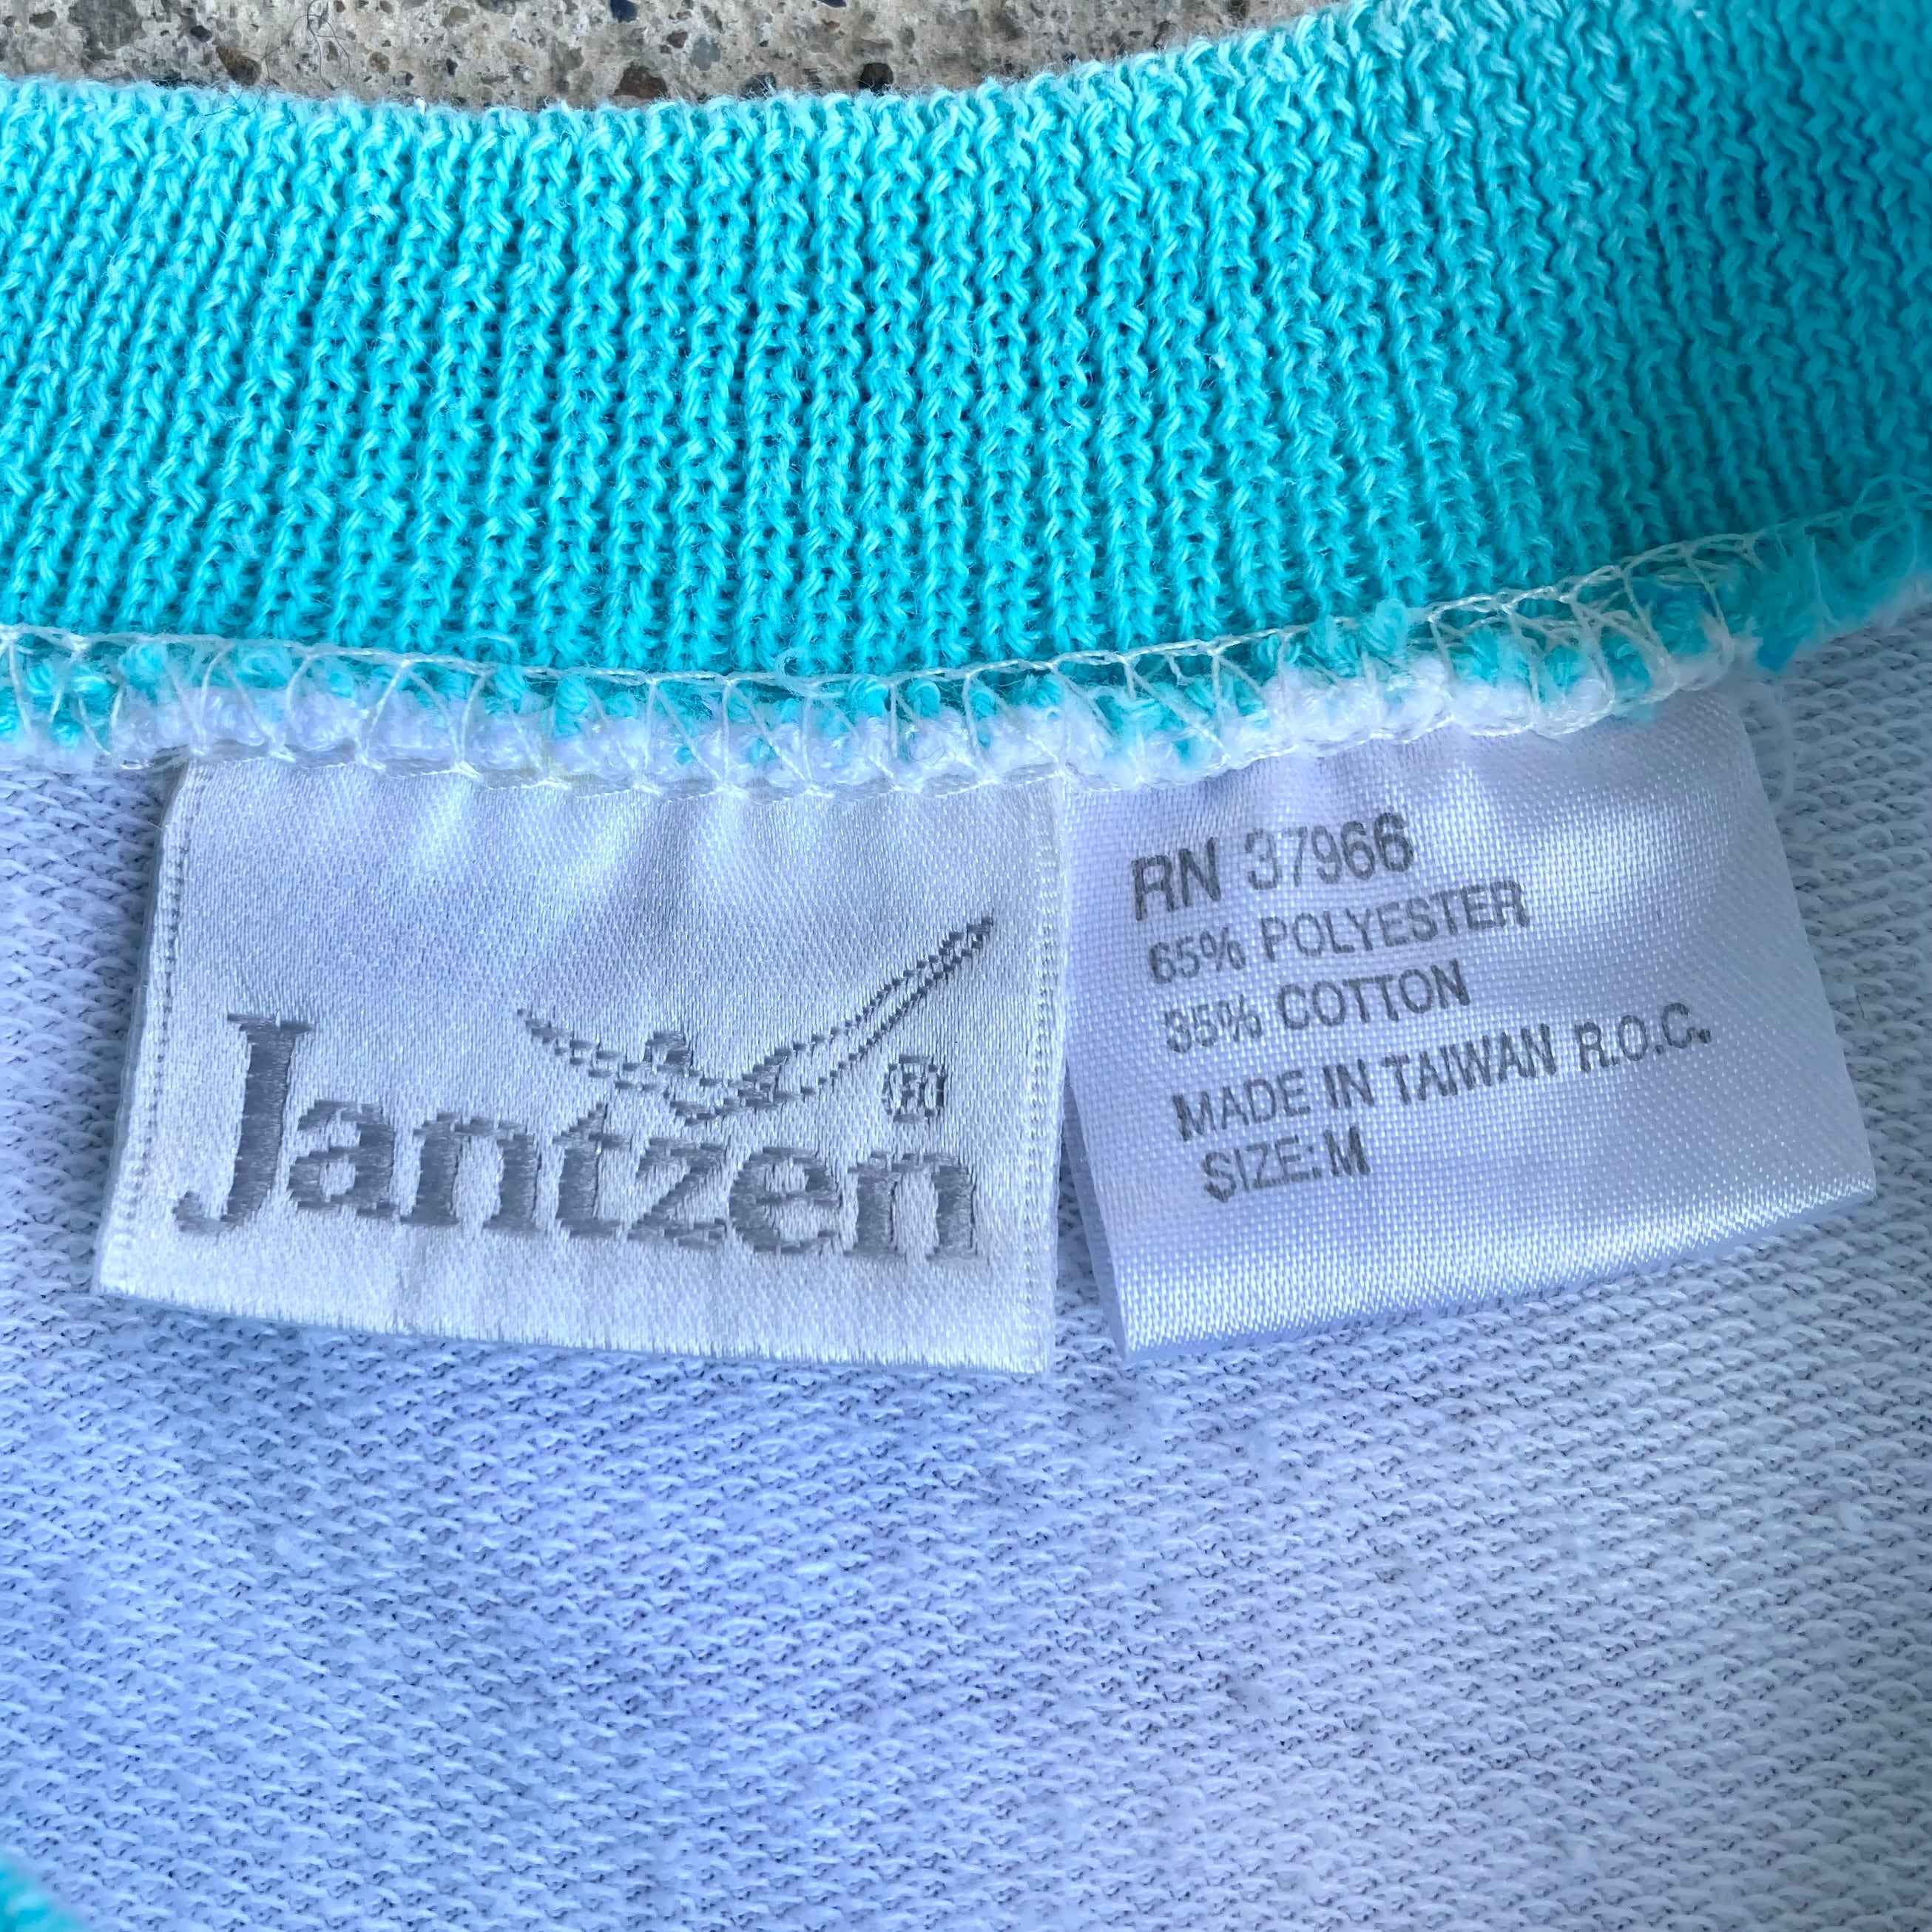 Jantzen®
RN 37966
65% POLYESTER
35% COTTON
MADE IN TAIWAN R.O.C.
SIZE:M